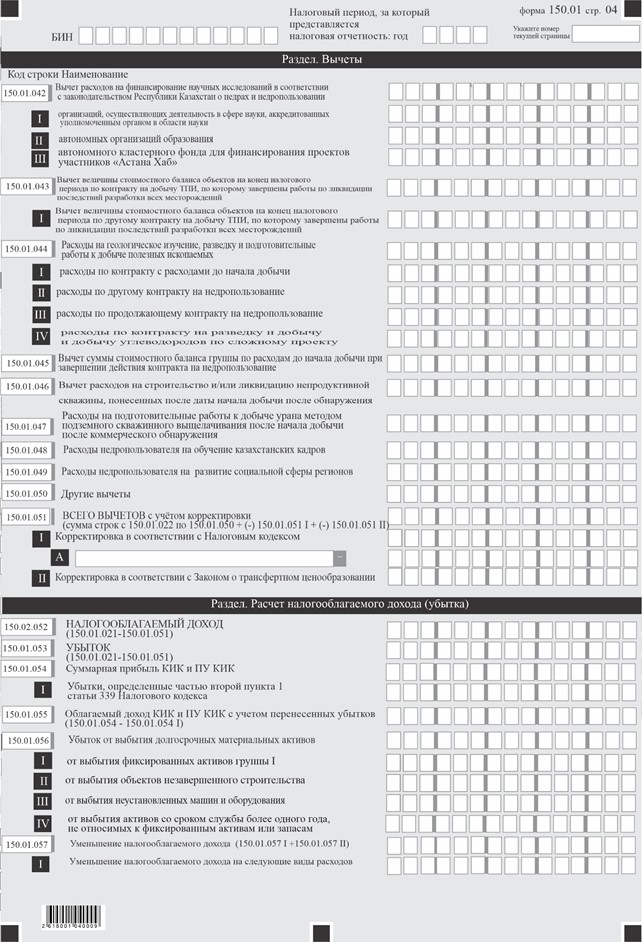 форма 150.01 стр. 04
Налоговый период, за который
представляется
налоговая отчетность: год
БИН
Укажите номер
текущей страницы
Раздел. Вычеты
Код строки Наименование
150.01.042 Вычет расходов на финансирование научных исследований в соответствии
с законодательством Республики Казахстан о недрах и недропользовании
I организаций, осуществляющих деятельность в сфере науки, аккредитованных
уполномоченным органом в области науки
II автономных организаций образования
III автономного кластерного фонда для финансирования проектов
участников «Астана Хаб»
150.01.043 Вычет величины стоимостного баланса объектов на конец налогового
периода по контракту на добычу ТПИ, по которому завершены работы по ликвидации
последствий разработки всех месторождений
I Вычет величины стоимостного баланса объектов на конец налогового
периода по другому контракту на добычу ТПИ, по которому завершены работы
по ликвидации последствий разработки всех месторождений
150.01.044 Расходы на геологическое изучение, разведку и подготовительные
работы к добыче полезных ископаемых
I расходы по контракту с расходами до начала добычи
II расходы по другому контракту на недропользование
III расходы по продолжающему контракту на недропользование
IV расходы по контракту на разведку и добычу
и добычу углеводородов по сложному проекту
150.01.045 Вычет суммы стоимостного баланса группы по расходам до начала добычи при
завершении действия контракта на недропользование
150.01.046 Вычет расходов на строительство и/или ликвидацию непродуктивной
скважины, понесенных после даты начала добычи после обнаружения
150.01.047 Расходы на подготовительные работы к добыче урана методом
подземного скважинного выщелачивания после начала добычи
после коммерческого обнаружения
150.01.048 Расходы недропользователя на обучение казахстанских кадров
150.01.049 Расходы недропользователя на развитие социальной сферы регионов
150.01.050 Другие вычеты
150.01.051 ВСЕГО ВЫЧЕТОВ с учётом корректировки
(сумма строк с 150.01.022 по 150.01.050 + (-) 150.01.051 I + (-) 150.01.051 II)
I Корректировка в соответствии с Налоговым кодексом
A
II Корректировка в соответствии с Законом о трансфертном ценообразовании
Раздел. Расчет налогооблагаемого дохода (убытка)
150.02.052 НАЛОГООБЛАГАЕМЫЙ ДОХОД
(150.01.021-150.01.051)
150.01.053 УБЫТОК
(150.01.021-150.01.051)
150.01.054 Суммарная прибыль КИК и ПУ КИК
I Убытки, определенные частью второй пункта 1
статьи 339 Налогового кодекса
150.01.055 Облагаемый доход КИК и ПУ КИК с учетом перенесенных убытков
(150.01.054 - 150.01.054 I)
150.01.056 Убыток от выбытия долгосрочных материальных активов
I от выбытия фиксированных активов группы I
II от выбытия объектов незавершенного строительства
III от выбытия неустановленных машин и оборудования
IV от выбытия активов со сроком службы более одного года,
не относимых к фиксированным активам или запасам
150.01.057 Уменьшение налогооблагаемого дохода (150.01.057 I +150.01.057 II)
I Уменьшение налогооблагаемого дохода на следующие виды расходов
2615001040009